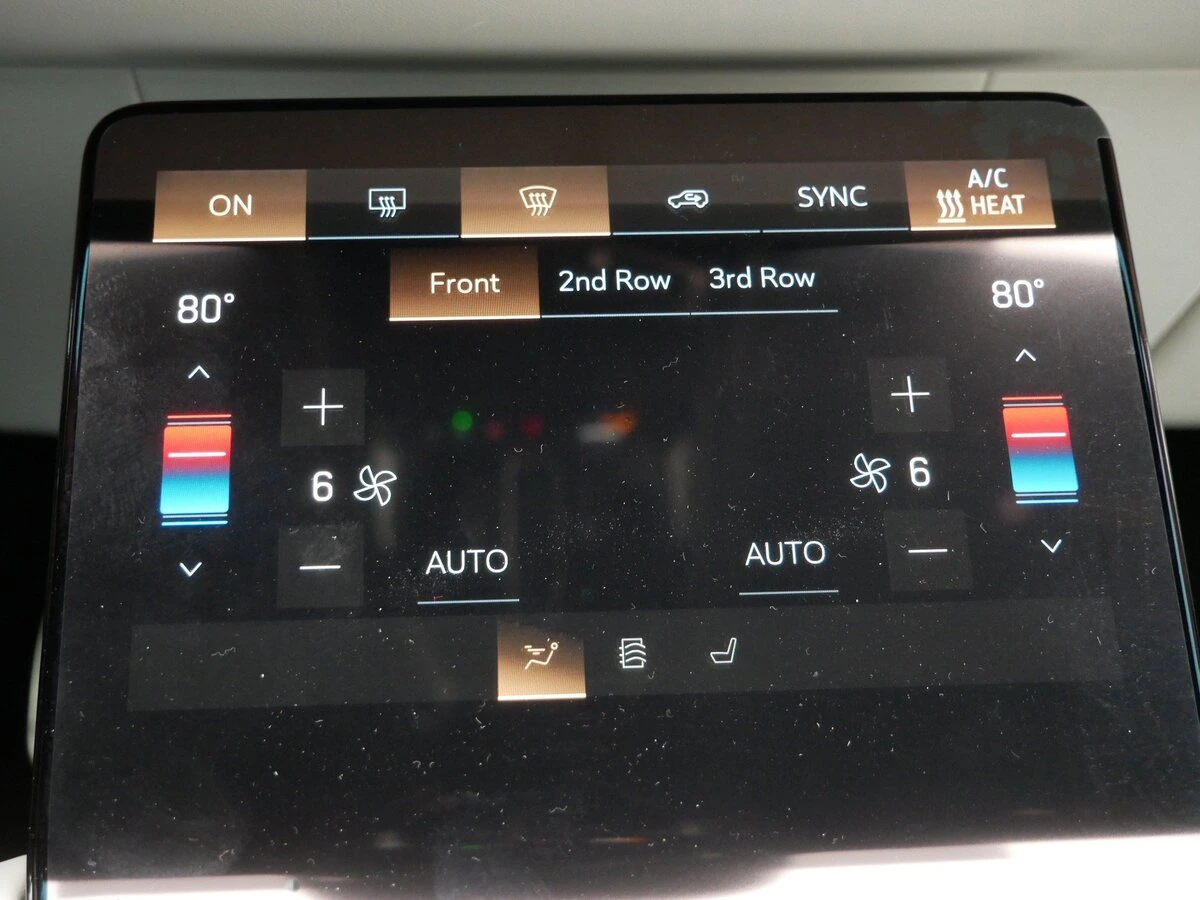 ON
SYNC
A/C
HEAT
Front 2nd Row 3rd Row
80°
80°
6
6
AUTO
AUTO